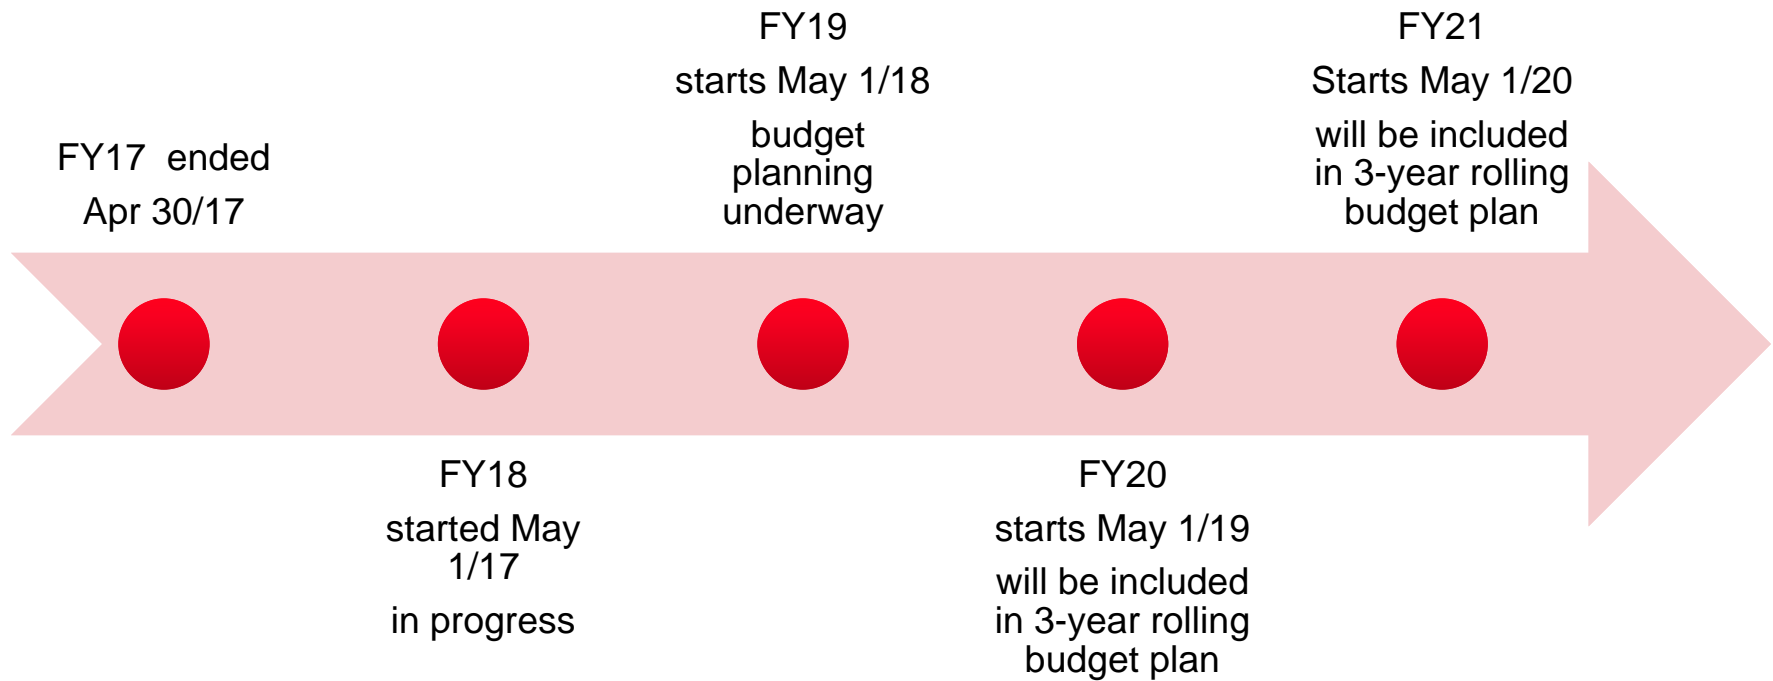 FY17  ended
Apr 30/17
FY18
started May
1/17
in progress
FY19
starts May 1/18
budget
planning
underway
FY20
starts May 1/19
will be included
in 3-year rolling
budget plan
FY21
Starts May 1/20
will be included
in 3-year rolling
budget plan